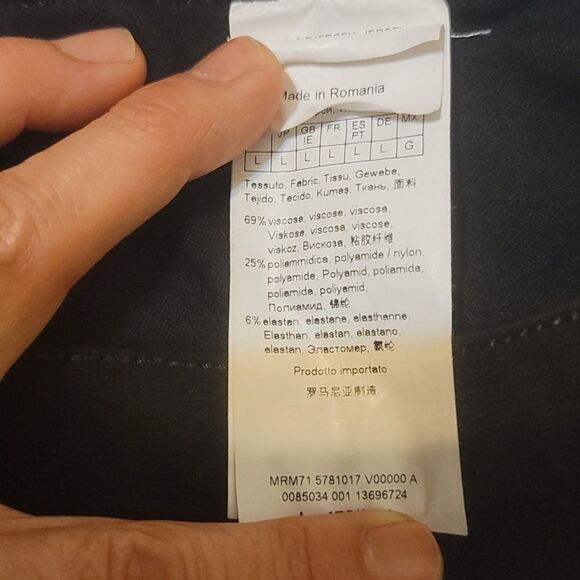 Made in Romania
JP GB IE FR ES PT DE MX
L L L L L L G
Tessuto, Fabric, Tissu, Gewebe,
Tejido, Tecido, Kumaş, Ткань, 面料
69% viscosa, viscose, viscose,
Viskose, viscosa, viscose,
viskoz, Вискоза, 粘胶纤维
25% poliammidica, polyamide / nylon,
polyamide, Polyamid, poliamida,
poliamida, poliyamid,
Полиамид, 锦纶
6% elastan, elastane, elasthanne,
Elasthan, elastan, elastano,
elastan, Эластомер, 氨纶
Prodotto importato
罗马尼亚制造
MRM71 5781017 V00000 A
0085034 001 13696724